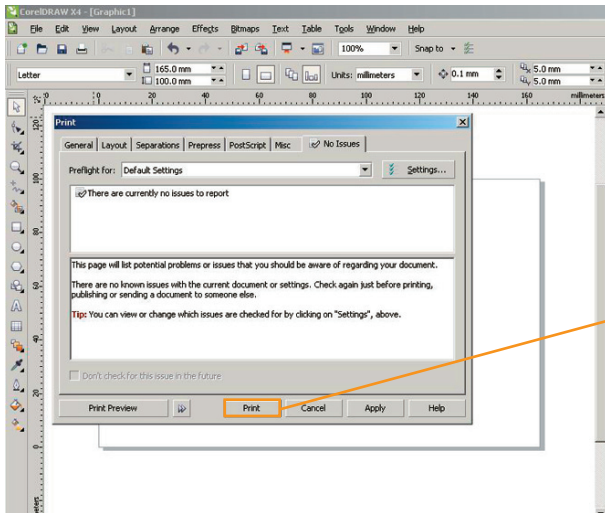 CorelDRAW X4 - [Graphic1]
File Edit View Layout Arrange Effects Bitmaps Text Table Tools Window Help
100% Snap to
Letter 165.0 mm 100.0 mm Units: millimeters 0.1 mm 5.0 mm 5.0 mm
0 20 40 60 80 100 120 140 160 millimeters
Print
General Layout Separations Prepress PostScript Misc No Issues
Preflight for: Default Settings Settings...
There are currently no issues to report
This page will list potential problems or issues that you should be aware of regarding your document.
There are no known issues with the current document or settings. Check again just before printing,
publishing or sending a document to someone else.
Tip: You can view or change which issues are checked for by clicking on "Settings", above.
Don't check for this issue in the future
Print Preview Print Cancel Apply Help
80
60
40
20
0